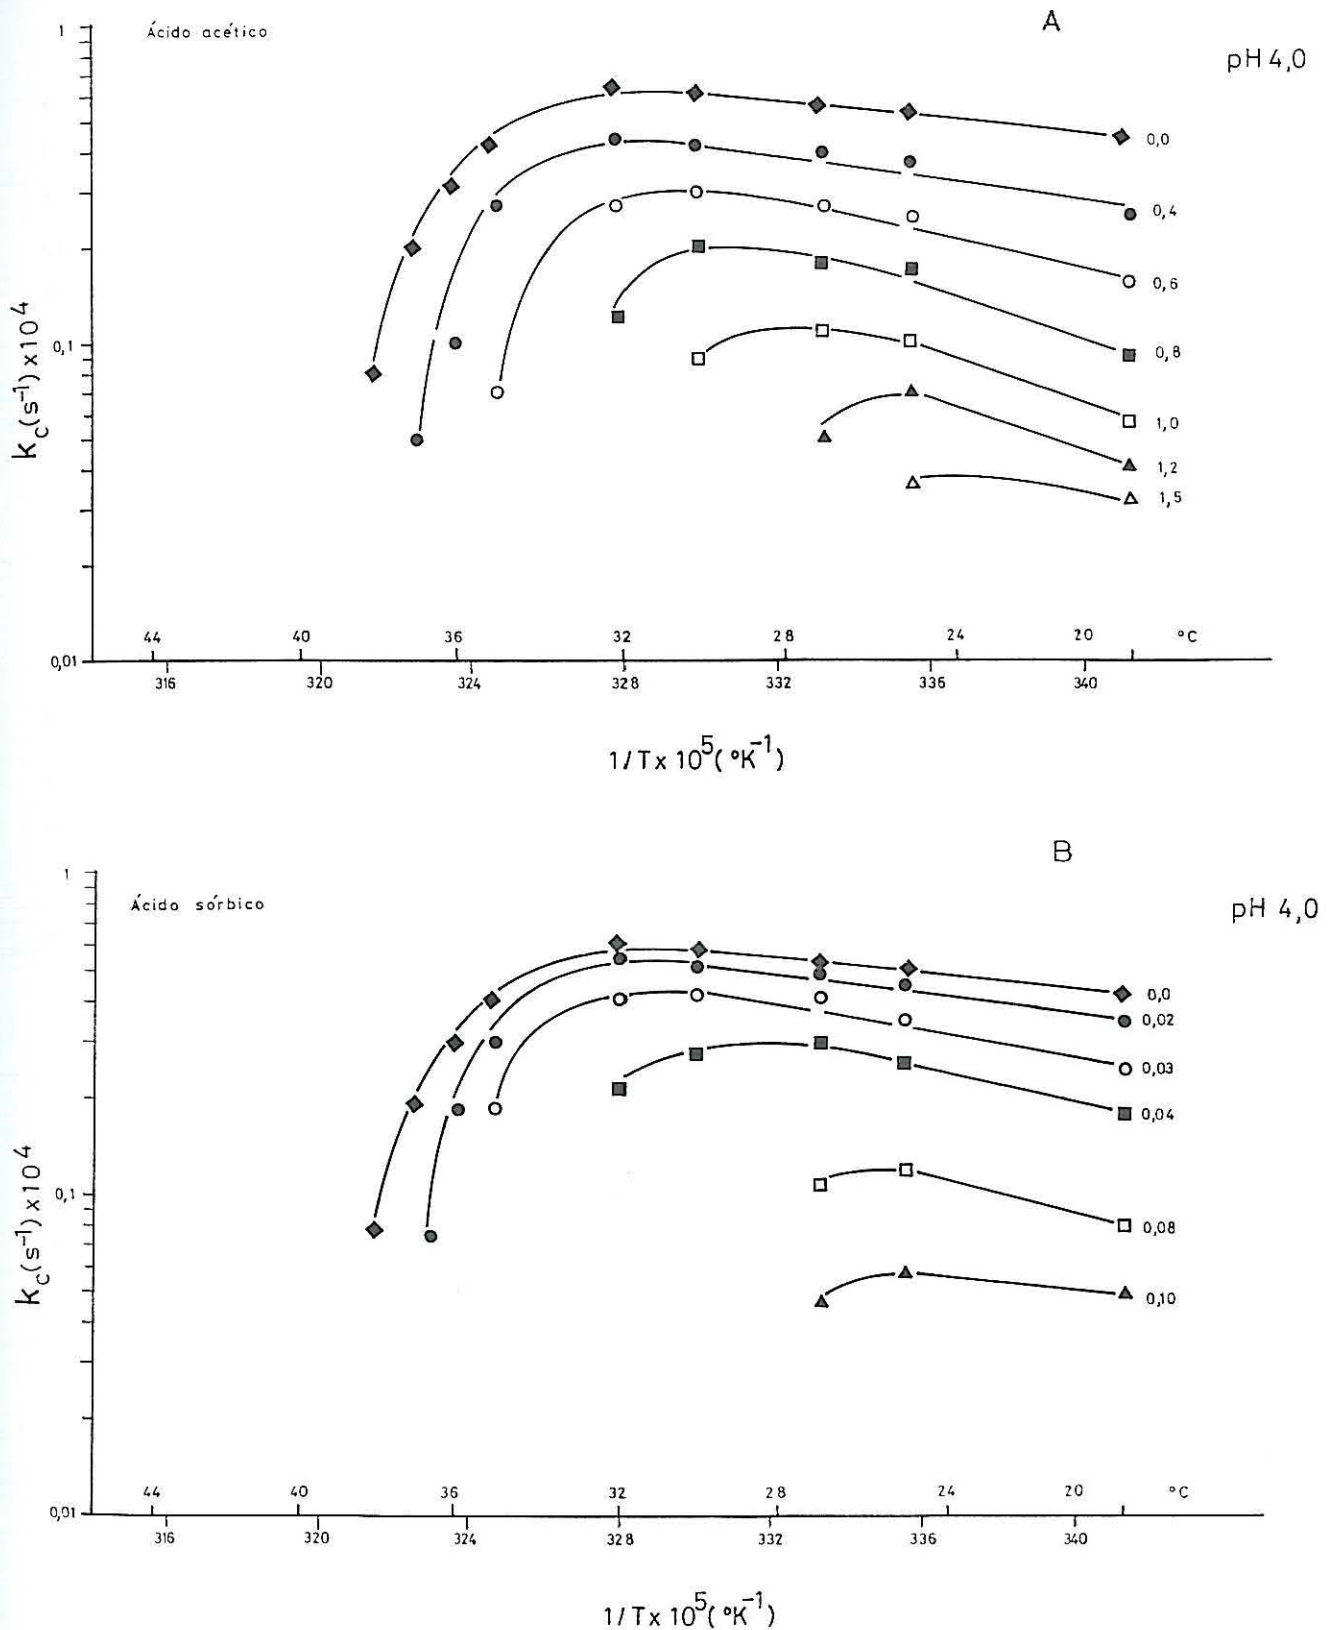 A
Ácido acético
pH 4,0
1
0,1
0,01
kc(s⁻¹) x10⁴
0,0
0,4
0,6
0,8
1,0
1,2
1,5
44 40 36 32 28 24 20 °C
316 320 324 328 332 336 340
1/T x 10⁵(°K⁻¹)
B
Ácido sórbico
pH 4,0
1
0,1
0,01
kc(s⁻¹) x10⁴
0,0
0,02
0,03
0,04
0,08
0,10
44 40 36 32 28 24 20 °C
316 320 324 328 332 336 340
1/T x 10⁵(°K⁻¹)